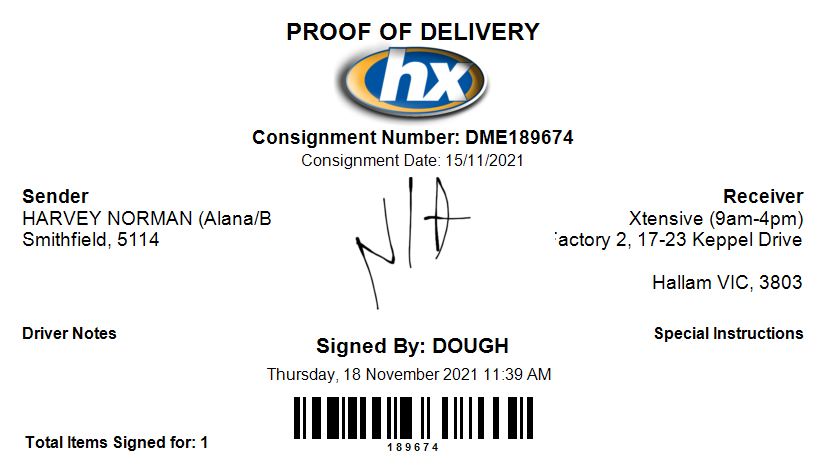 PROOF OF DELIVERY
hx
Consignment Number: DME189674
Consignment Date: 15/11/2021
Sender
HARVEY NORMAN (Alana/B
Smithfield, 5114
N/A
Receiver
Xtensive (9am-4pm)
actory 2, 17-23 Keppel Drive
Hallam VIC, 3803
Driver Notes
Special Instructions
Signed By: DOUGH
Thursday, 18 November 2021 11:39 AM
189674
Total Items Signed for: 1